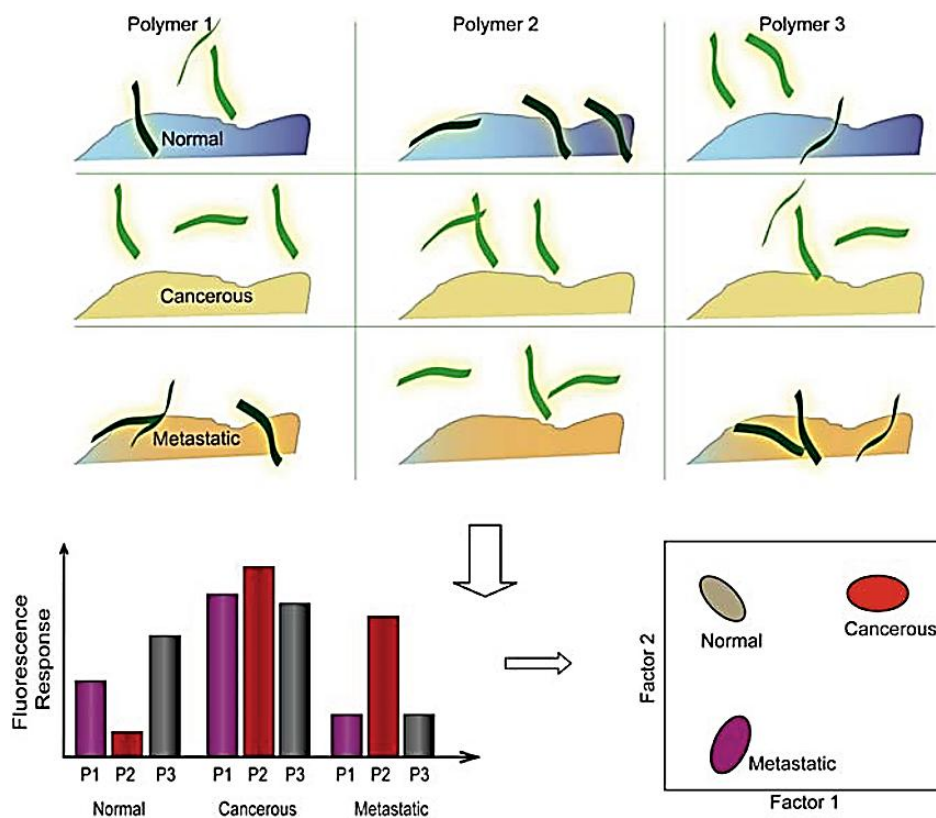 Polymer 1
Polymer 2
Polymer 3
Normal
Cancerous
Metastatic
Fluorescence
Response
P1 P2 P3 P1 P2 P3 P1 P2 P3
Normal Cancerous Metastatic
Factor 2
Normal
Cancerous
Metastatic
Factor 1